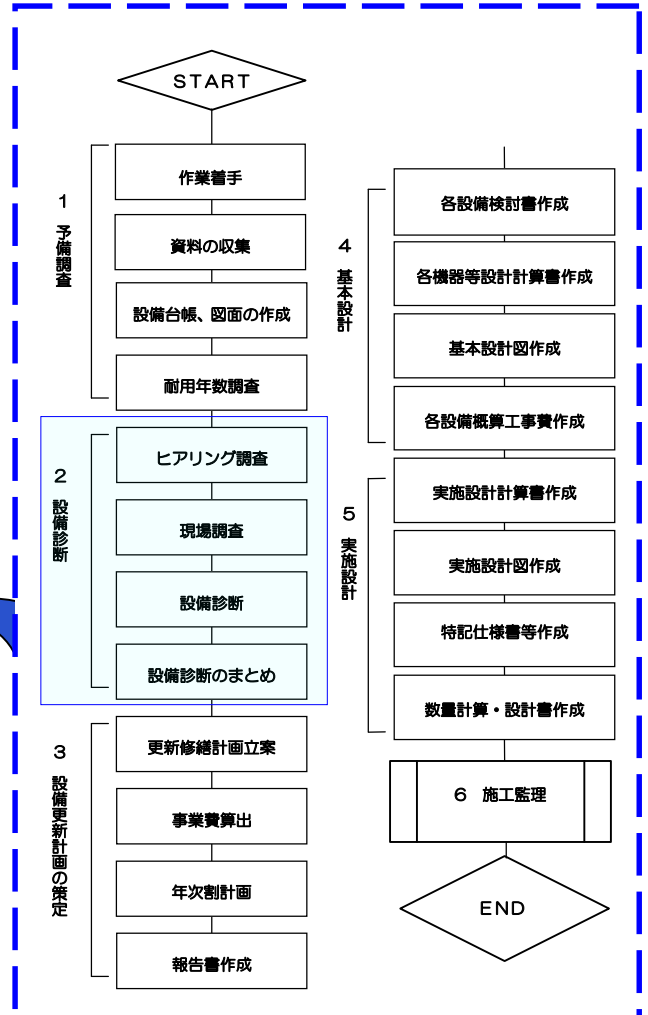 START
1 予備調査
作業着手
資料の収集
設備台帳、図面の作成
耐用年数調査
2 設備診断
ヒアリング調査
現場調査
設備診断
設備診断のまとめ
3 設備更新計画の策定
更新修繕計画立案
事業費算出
年次割計画
報告書作成
4 基本設計
各設備検討書作成
各機器等設計計算書作成
基本設計図作成
各設備概算工事費作成
5 実施設計
実施設計計算書作成
実施設計図作成
特記仕様書等作成
数量計算・設計書作成
6 施工監理
END